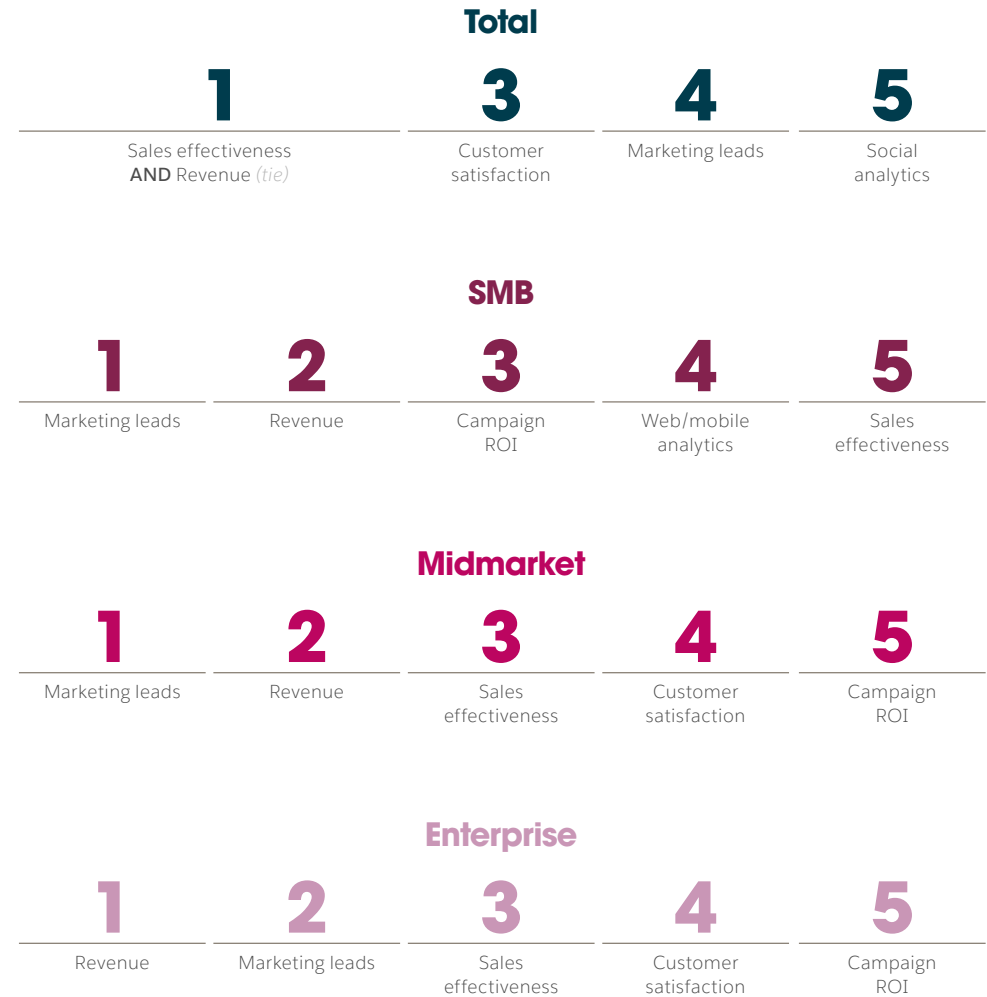 Total
1 3 4 5
Sales effectiveness Customer Marketing leads Social
AND Revenue (tie) satisfaction analytics
SMB
1 2 3 4 5
Marketing leads Revenue Campaign Web/mobile Sales
ROI analytics effectiveness
Midmarket
1 2 3 4 5
Marketing leads Revenue Sales Customer Campaign
effectiveness satisfaction ROI
Enterprise
1 2 3 4 5
Revenue Marketing leads Sales Customer Campaign
effectiveness satisfaction ROI